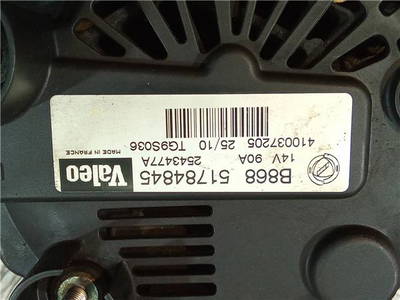 B868 51784845
14V 90A 2543477A Valeo
410037205 25/10 TG9S036 MADE IN FRANCE